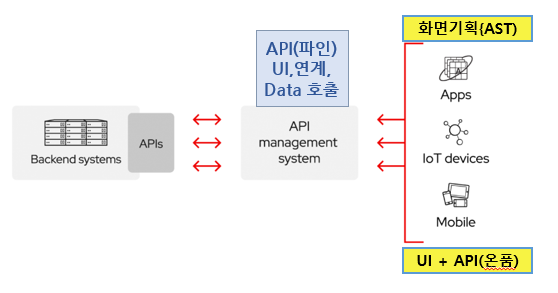 화면기획{AST)
API(파인)
UI,연계,
Data 호출
Apps
Backend systems
APIs
API
management
system
IoT devices
Mobile
UI + API(온품)